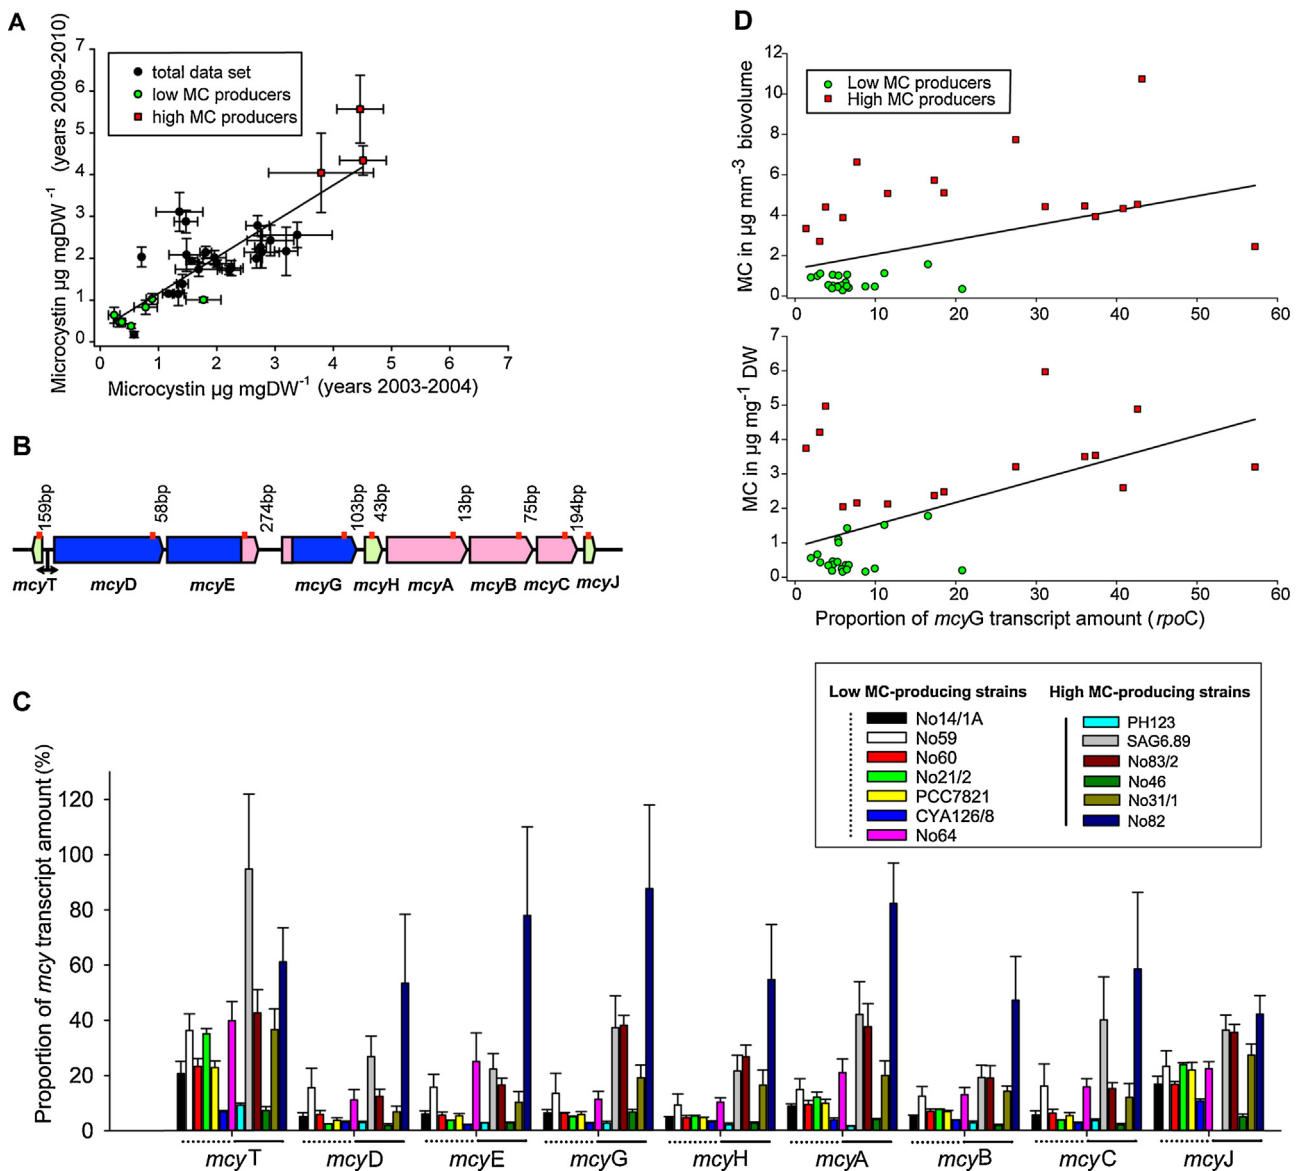 A
Microcystin µg mgDW-1 (years 2009-2010)
7
6
5
4
3
2
1
0
total data set
low MC producers
high MC producers
0 1 2 3 4 5 6 7
Microcystin µg mgDW-1 (years 2003-2004)
B
159bp 58bp 274bp 103bp 43bp 13bp 75bp 194bp
mcyT mcyD mcyE mcyG mcyH mcyA mcyB mcyC mcyJ
D
MC in µg mm-3 biovolume
12
10
8
6
4
2
0
Low MC producers
High MC producers
0 10 20 30 40 50 60
MC in µg mg-1 DW
7
6
5
4
3
2
1
0
0 10 20 30 40 50 60
Proportion of mcyG transcript amount (rpoC)
Low MC-producing strains
No14/1A
No59
No60
No21/2
PCC7821
CYA126/8
No64
High MC-producing strains
PH123
SAG6.89
No83/2
No46
No31/1
No82
C
Proportion of mcy transcript amount (%)
120
100
80
60
40
20
0
mcyT mcyD mcyE mcyG mcyH mcyA mcyB mcyC mcyJ